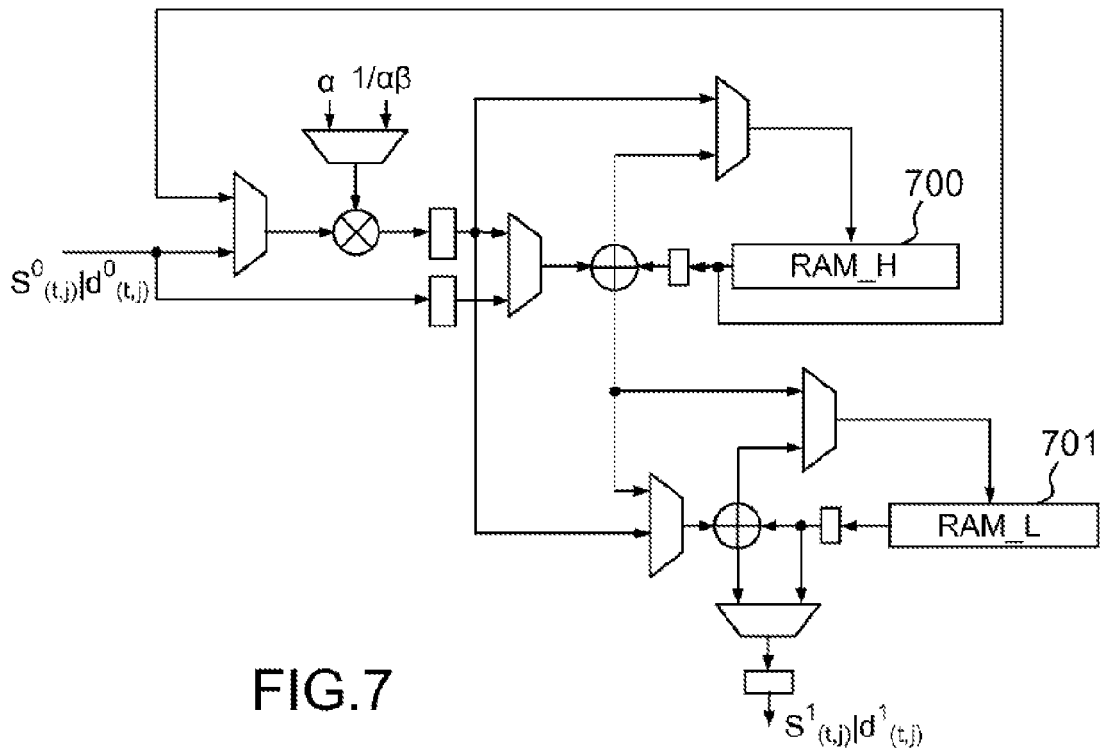 α 1/αβ
700
RAM_H
S⁰(t,j)|d⁰(t,j)
701
RAM_L
FIG.7
S¹(t,j)|d¹(t,j)